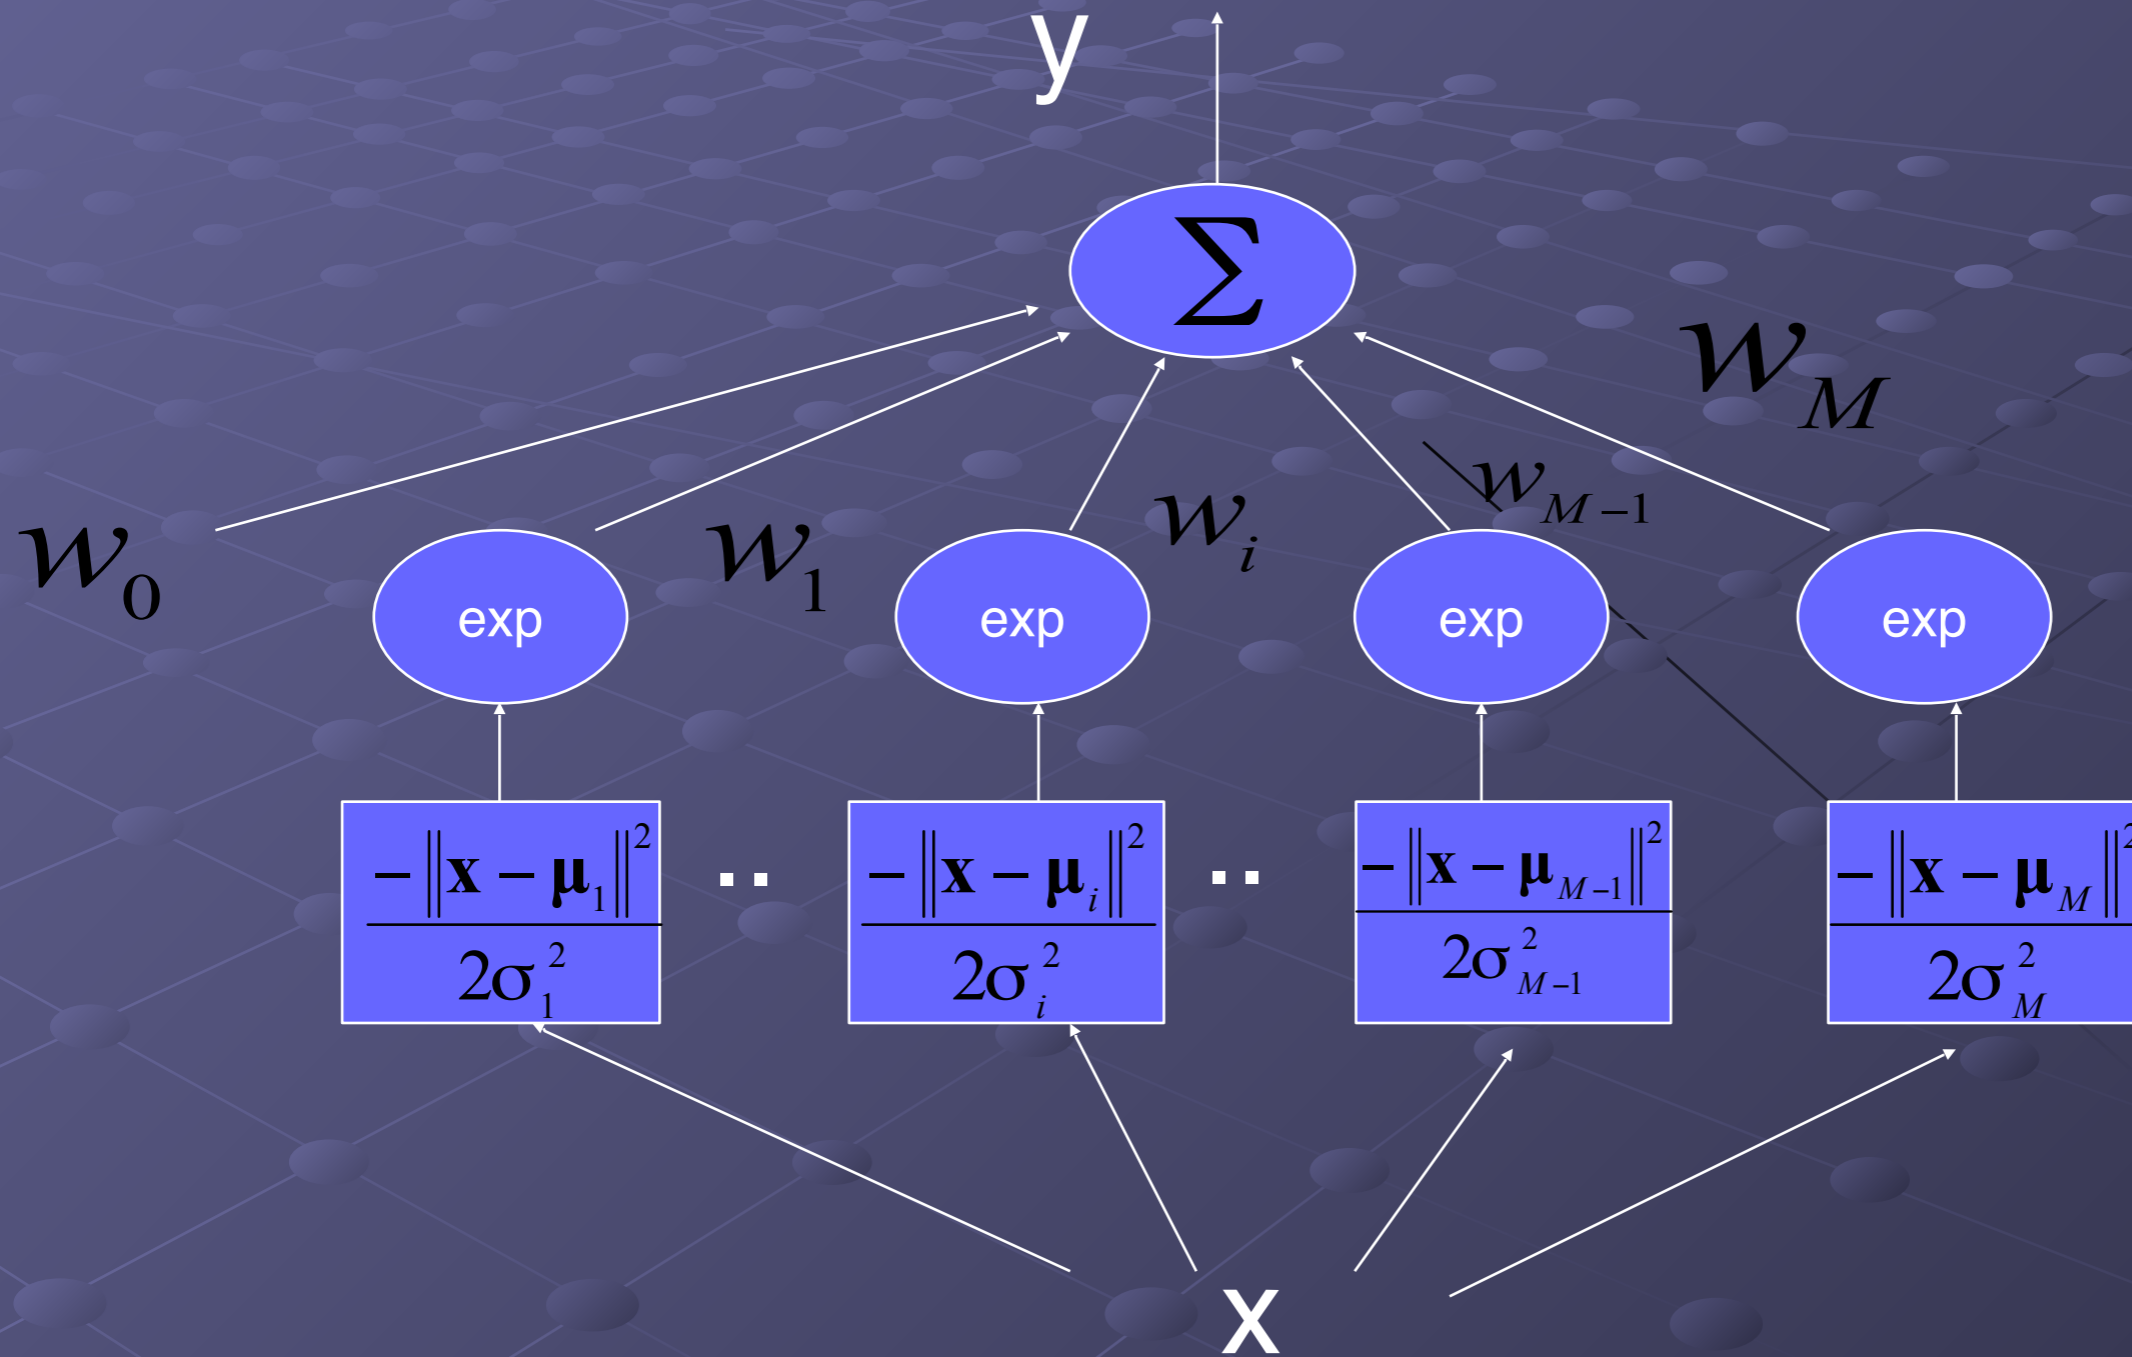 y
∑
w_M
w_{M−1}
w_0 w_1 w_i
exp exp exp exp
−‖x − μ_1‖² / 2σ_1² .. −‖x − μ_i‖² / 2σ_i² .. −‖x − μ_{M−1}‖² / 2σ_{M−1}² −‖x − μ_M‖² / 2σ_M²
x